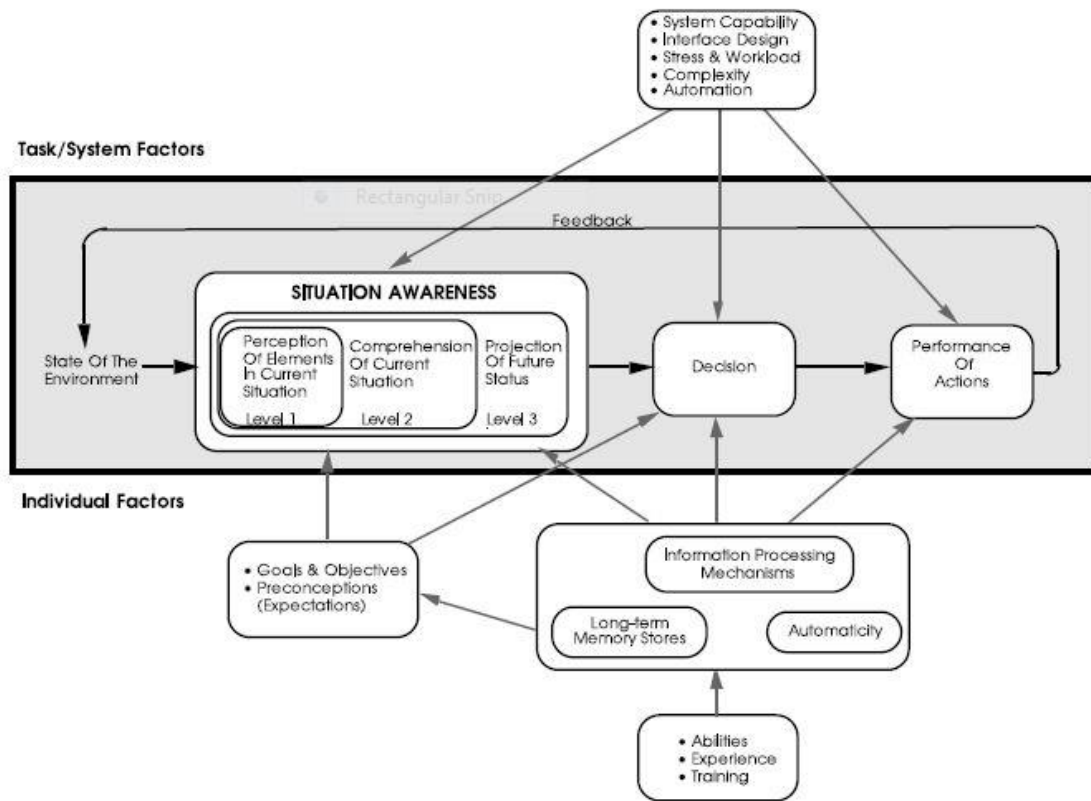 • System Capability
• Interface Design
• Stress & Workload
• Complexity
• Automation
Task/System Factors
Rectangular Snip
Feedback
SITUATION AWARENESS
Perception
Of Elements
In Current
Situation
Level 1
Comprehension
Of Current
Situation
Level 2
Projection
Of Future
Status
Level 3
State Of The
Environment
Decision
Performance
Of
Actions
Individual Factors
• Goals & Objectives
• Preconceptions
(Expectations)
Information Processing
Mechanisms
Long-term
Memory Stores
Automaticity
• Abilities
• Experience
• Training